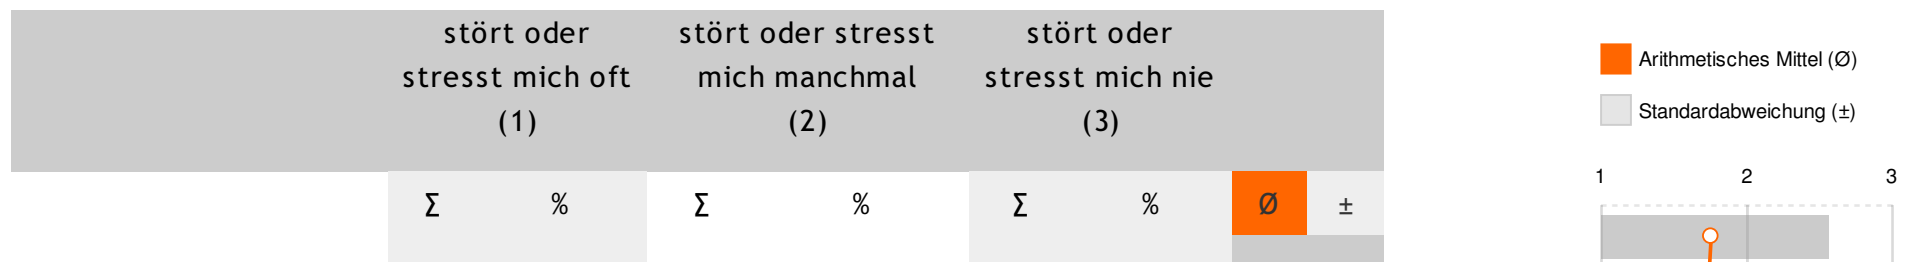 stört oder
stresst mich oft
(1)
stört oder stresst
mich manchmal
(2)
stört oder
stresst mich nie
(3)
Σ % Σ % Σ % Ø ±
Arithmetisches Mittel (Ø)
Standardabweichung (±)
1 2 3